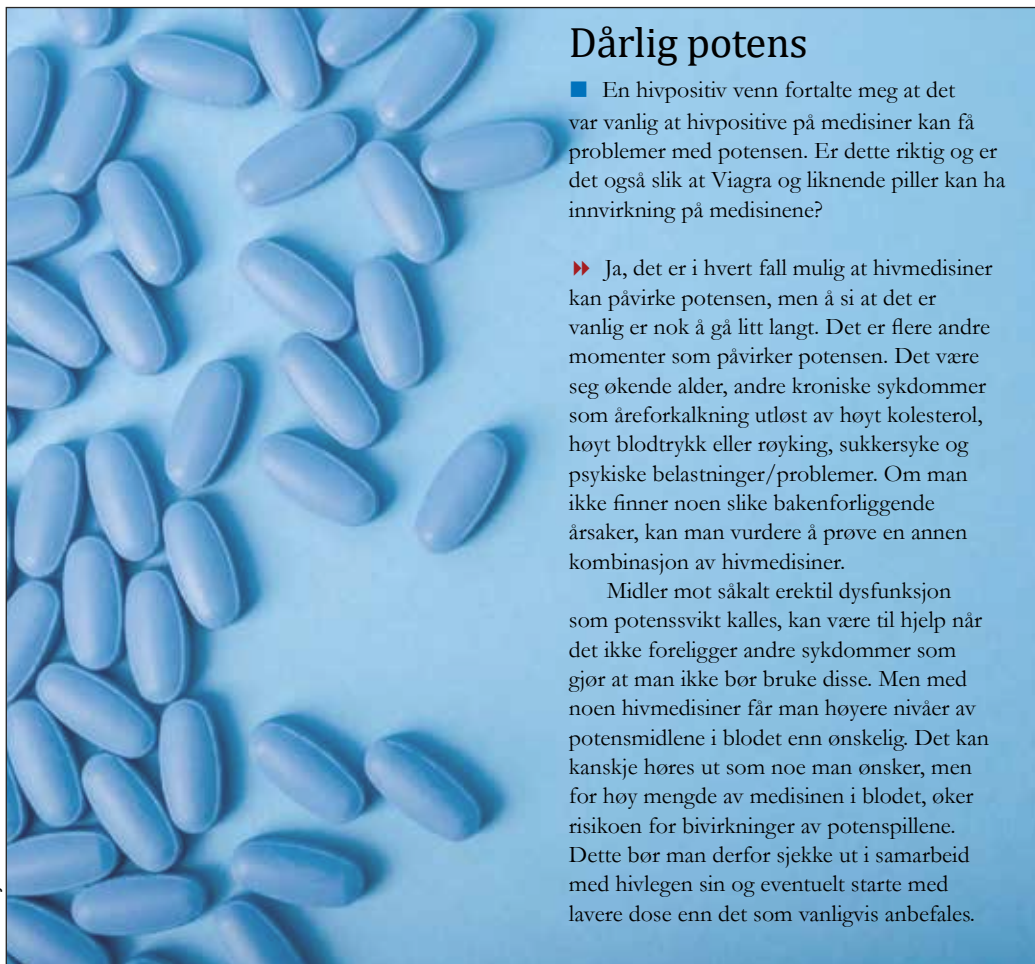 Dårlig potens
■ En hivpositiv venn fortalte meg at det
var vanlig at hivpositive på medisiner kan få
problemer med potensen. Er dette riktig og er
det også slik at Viagra og liknende piller kan ha
innvirkning på medisinene?
Ja, det er i hvert fall mulig at hivmedisiner
kan påvirke potensen, men å si at det er
vanlig er nok å gå litt langt. Det er flere andre
momenter som påvirker potensen. Det være
seg økende alder, andre kroniske sykdommer
som åreforkalkning utløst av høyt kolesterol,
høyt blodtrykk eller røyking, sukkersyke og
psykiske belastninger/problemer. Om man
ikke finner noen slike bakenforliggende
årsaker, kan man vurdere å prøve en annen
kombinasjon av hivmedisiner.
Midler mot såkalt erektil dysfunksjon
som potenssvikt kalles, kan være til hjelp når
det ikke foreligger andre sykdommer som
gjør at man ikke bør bruke disse. Men med
noen hivmedisiner får man høyere nivåer av
potensmidlene i blodet enn ønskelig. Det kan
kanskje høres ut som noe man ønsker, men
for høy mengde av medisinen i blodet, øker
risikoen for bivirkninger av potenspillene.
Dette bør man derfor sjekke ut i samarbeid
med hivlegen sin og eventuelt starte med
lavere dose enn det som vanligvis anbefales.